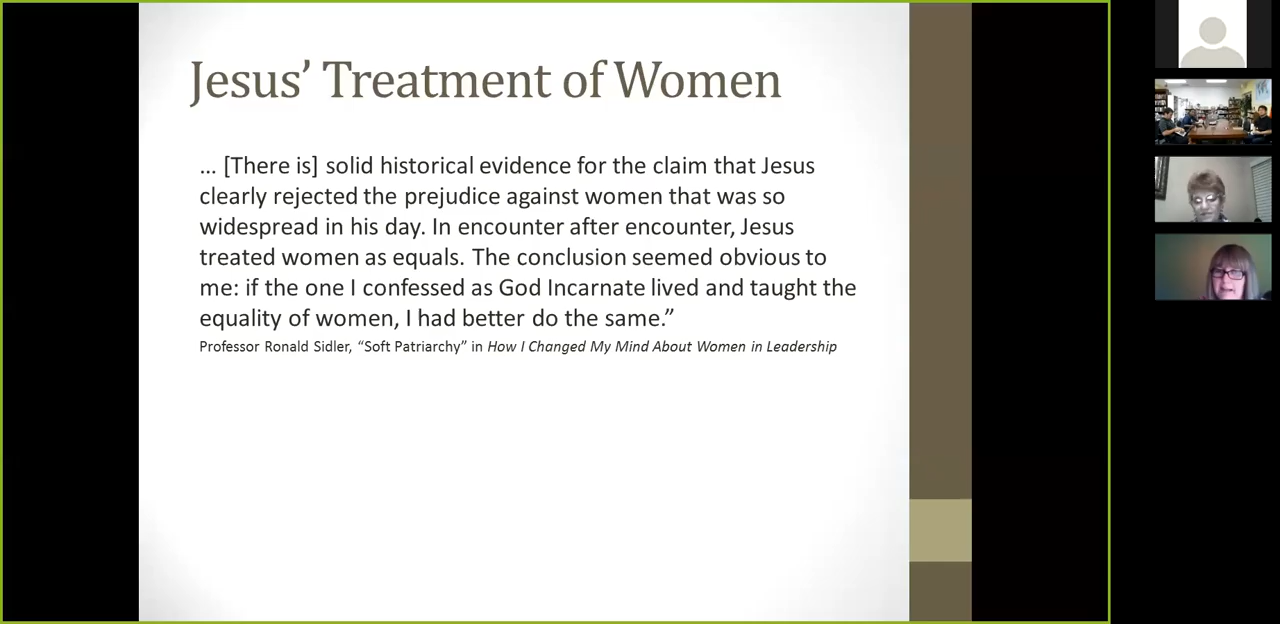 Jesus’ Treatment of Women
... [There is] solid historical evidence for the claim that Jesus
clearly rejected the prejudice against women that was so
widespread in his day. In encounter after encounter, Jesus
treated women as equals. The conclusion seemed obvious to
me: if the one I confessed as God Incarnate lived and taught the
equality of women, I had better do the same.”
Professor Ronald Sidler, “Soft Patriarchy” in How I Changed My Mind About Women in Leadership